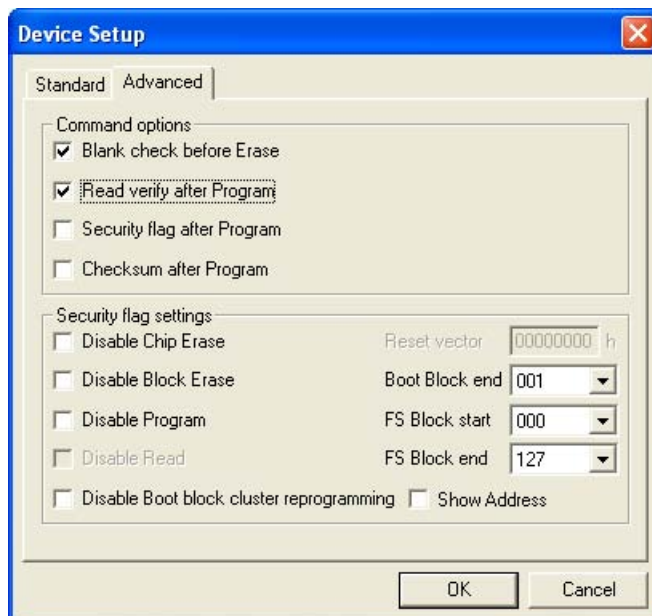 Device Setup
Standard
Advanced
Command options
Blank check before Erase
Read verify after Program
Security flag after Program
Checksum after Program
Security flag settings
Disable Chip Erase
Reset vector 00000000 h
Disable Block Erase
Boot Block end 001
Disable Program
FS Block start 000
Disable Read
FS Block end 127
Disable Boot block cluster reprogramming
Show Address
OK
Cancel